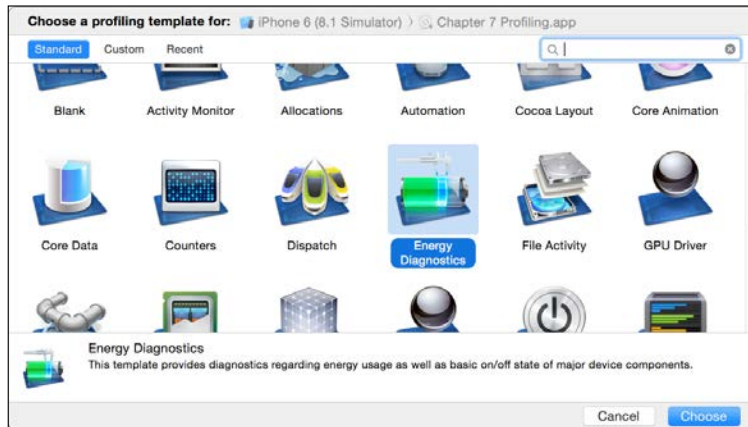 Choose a profiling template for: iPhone 6 (8.1 Simulator) 〉 Chapter 7 Profiling.app
Standard Custom Recent
Blank Activity Monitor Allocations Automation Cocoa Layout Core Animation
Core Data Counters Dispatch Energy Diagnostics File Activity GPU Driver
Energy Diagnostics
This template provides diagnostics regarding energy usage as well as basic on/off state of major device components.
Cancel Choose